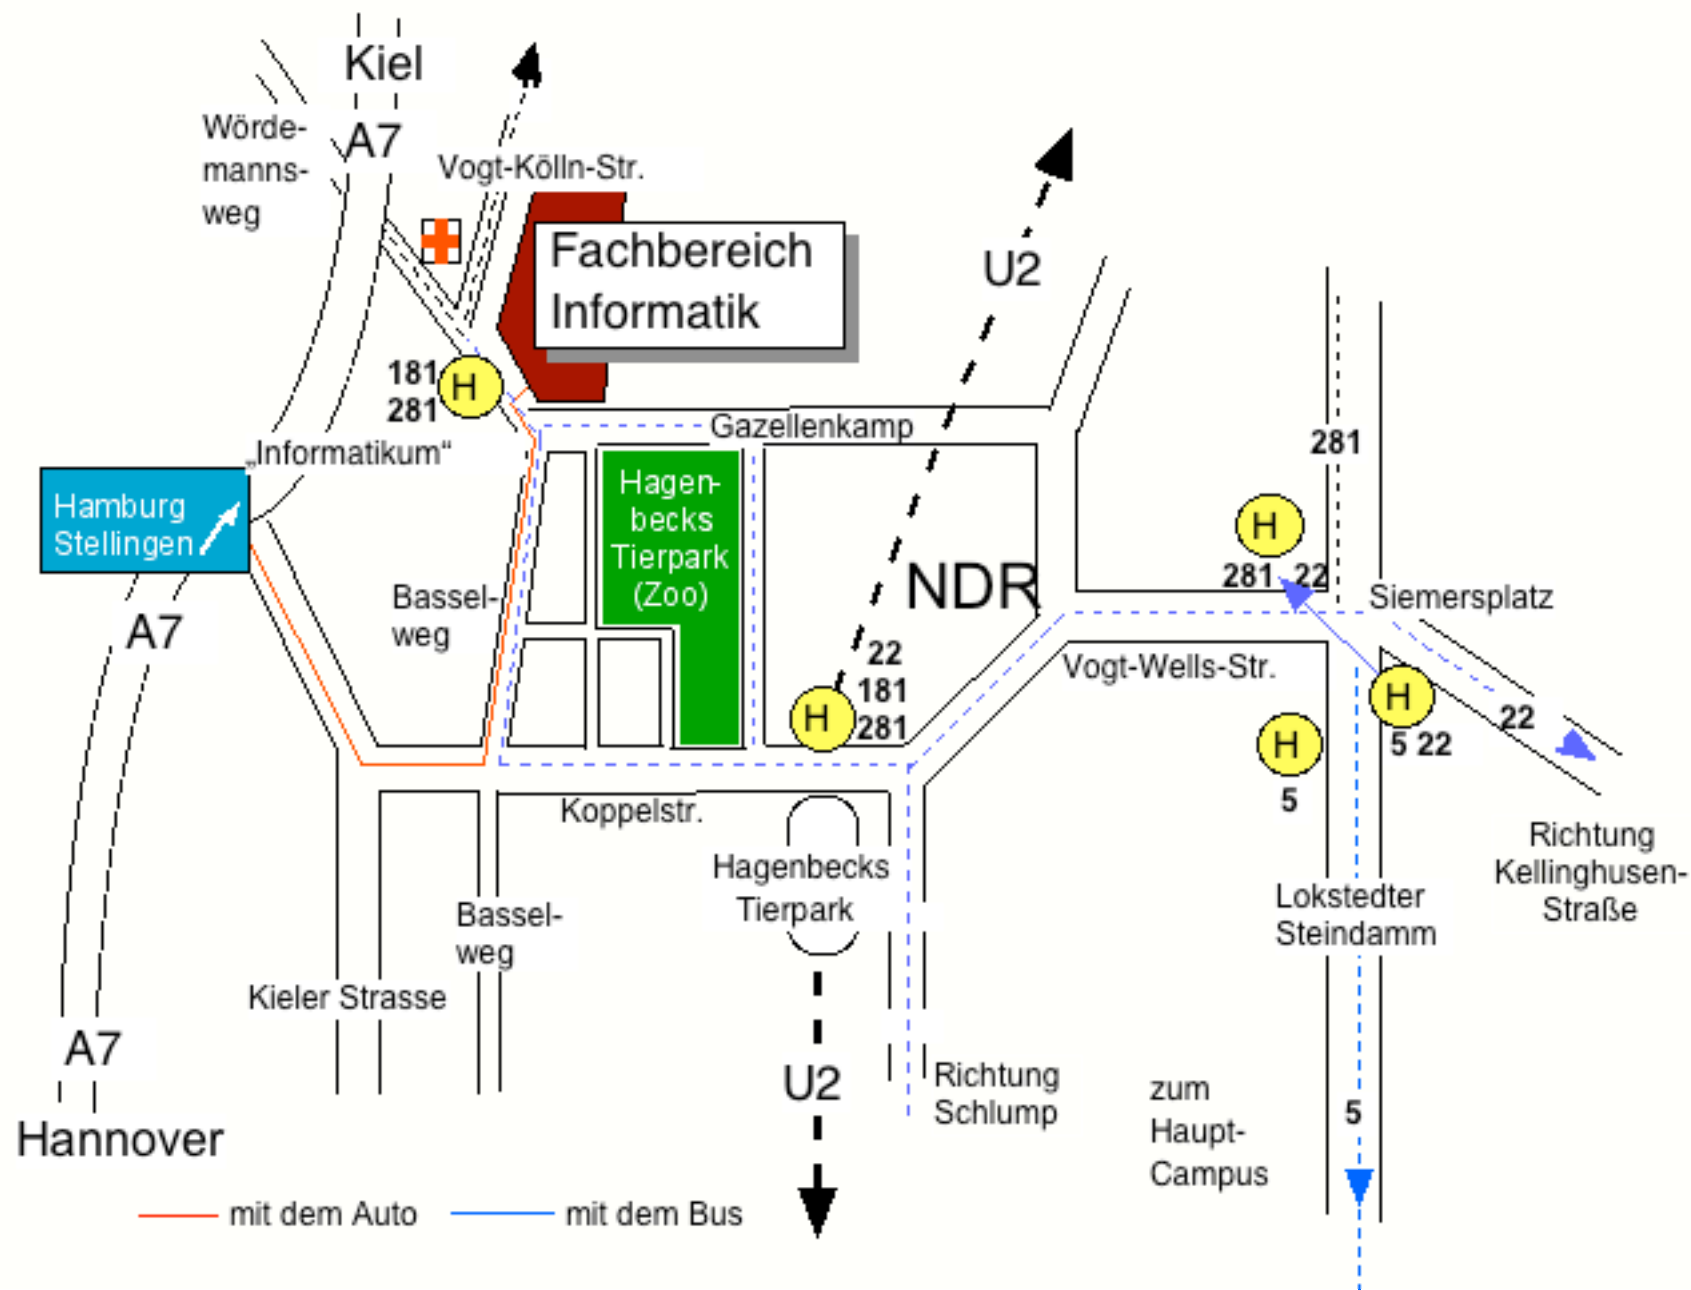 Kiel
A7
Wörde-
manns-
weg
Vogt-Kölln-Str.
Fachbereich
Informatik
U2
181
281
H
„Informatikum“
Gazellenkamp
281
Hamburg
Stellingen
Hagen-
becks
Tierpark
(Zoo)
H
281 22
NDR
Siemersplatz
Bassel-
weg
A7
22
181
281
H
Vogt-Wells-Str.
H
5 22
22
H
5
Koppelstr.
Hagenbecks
Tierpark
Richtung
Kellinghusen-
Straße
Lokstedter
Steindamm
Bassel-
weg
Kieler Strasse
A7
Hannover
U2
Richtung
Schlump
zum
Haupt-
Campus
5
mit dem Auto
mit dem Bus